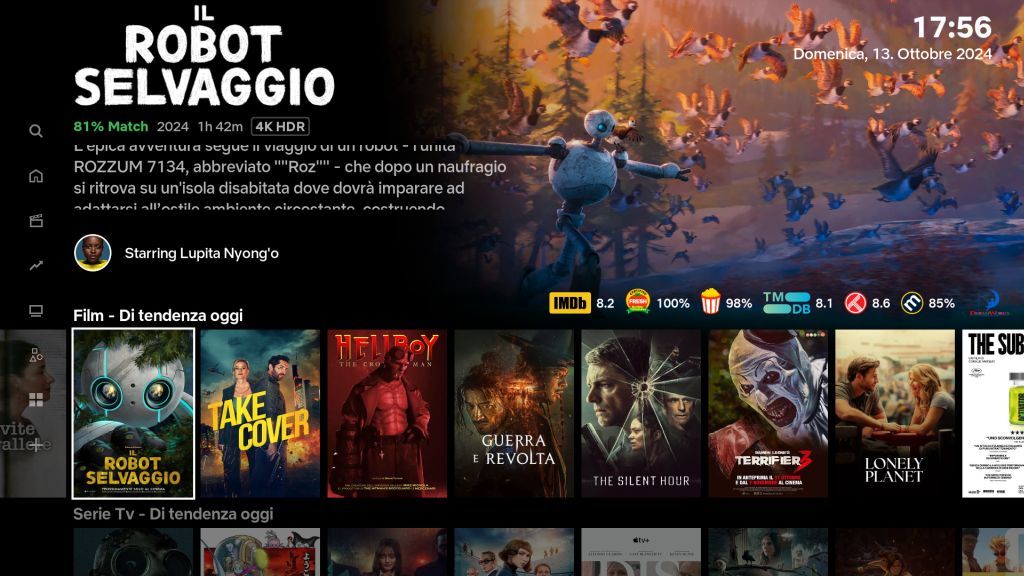 IL
ROBOT
SELVAGGIO
17:56
Domenica, 13. Ottobre 2024
81% Match 2024 1h 42m 4K HDR
L'epica avventura segue il viaggio di un robot - l'unità
ROZZUM 7134, abbreviato ""Roz"" - che dopo un naufragio
si ritrova su un'isola disabitata dove dovrà imparare ad
adattarsi all'ostile ambiente circostante, costruendo
Starring Lupita Nyong'o
IMDb 8.2 FRESH 100% 98% TMDB 8.1 8.6 85%
Film - Di tendenza oggi
IL
ROBOT
SELVAGGIO
TAKE
COVER
HELLBOY
THE CROOKED MAN
GUERRA
E REVOLTA
THE SILENT HOUR
TERRIFIER 3
LONELY
PLANET
THE SUB
Serie Tv - Di tendenza oggi
tv+